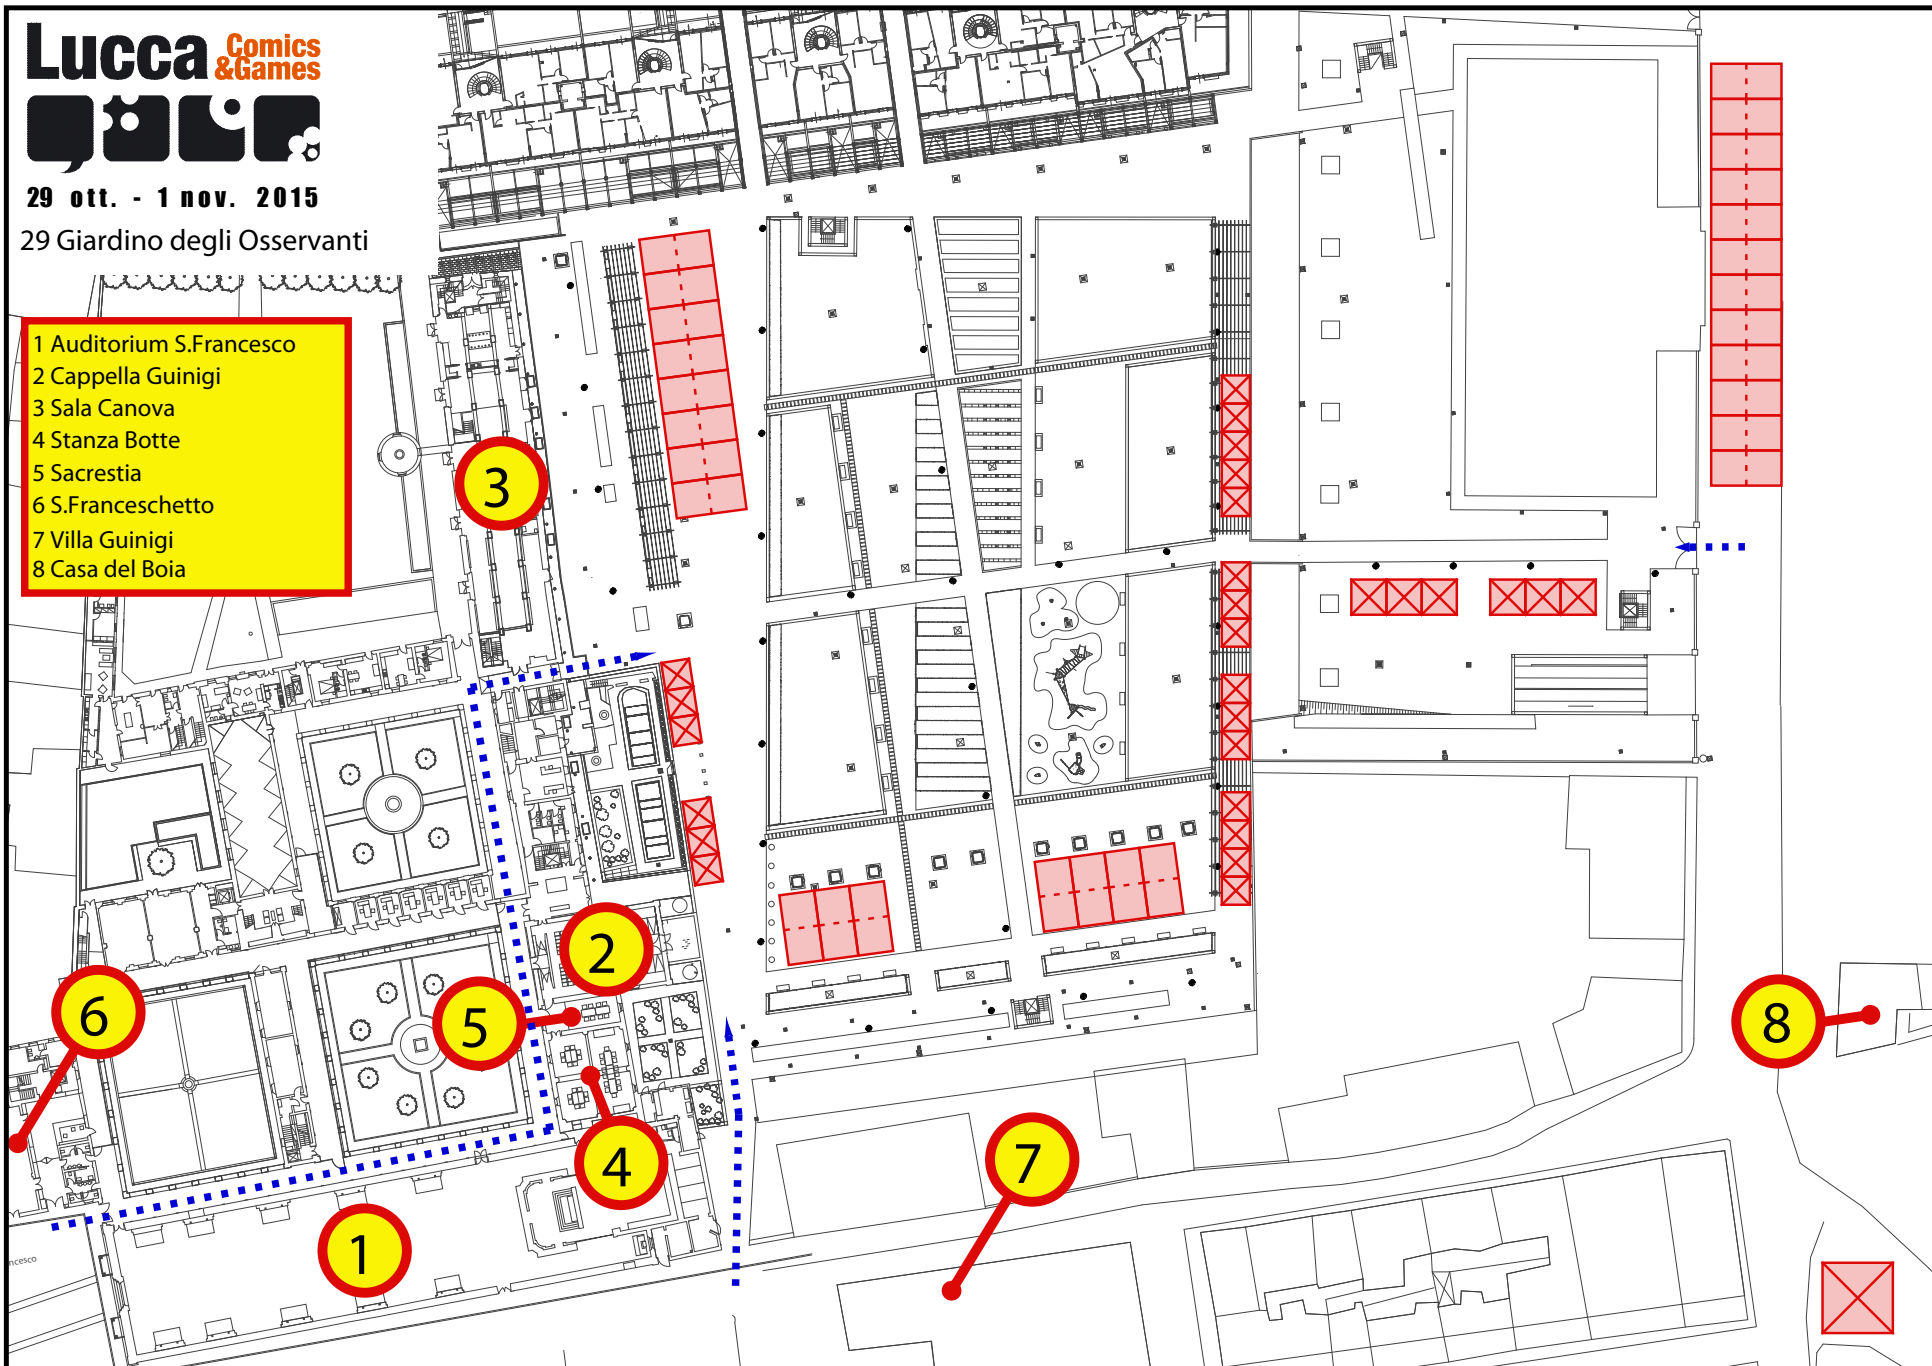 Lucca Comics
&Games
29 ott. - 1 nov. 2015
29 Giardino degli Osservanti
1 Auditorium S.Francesco
2 Cappella Guinigi
3 Sala Canova
4 Stanza Botte
5 Sacrestia
6 S.Franceschetto
7 Villa Guinigi
8 Casa del Boia
3
2
6
5
8
4
7
1
ncesco